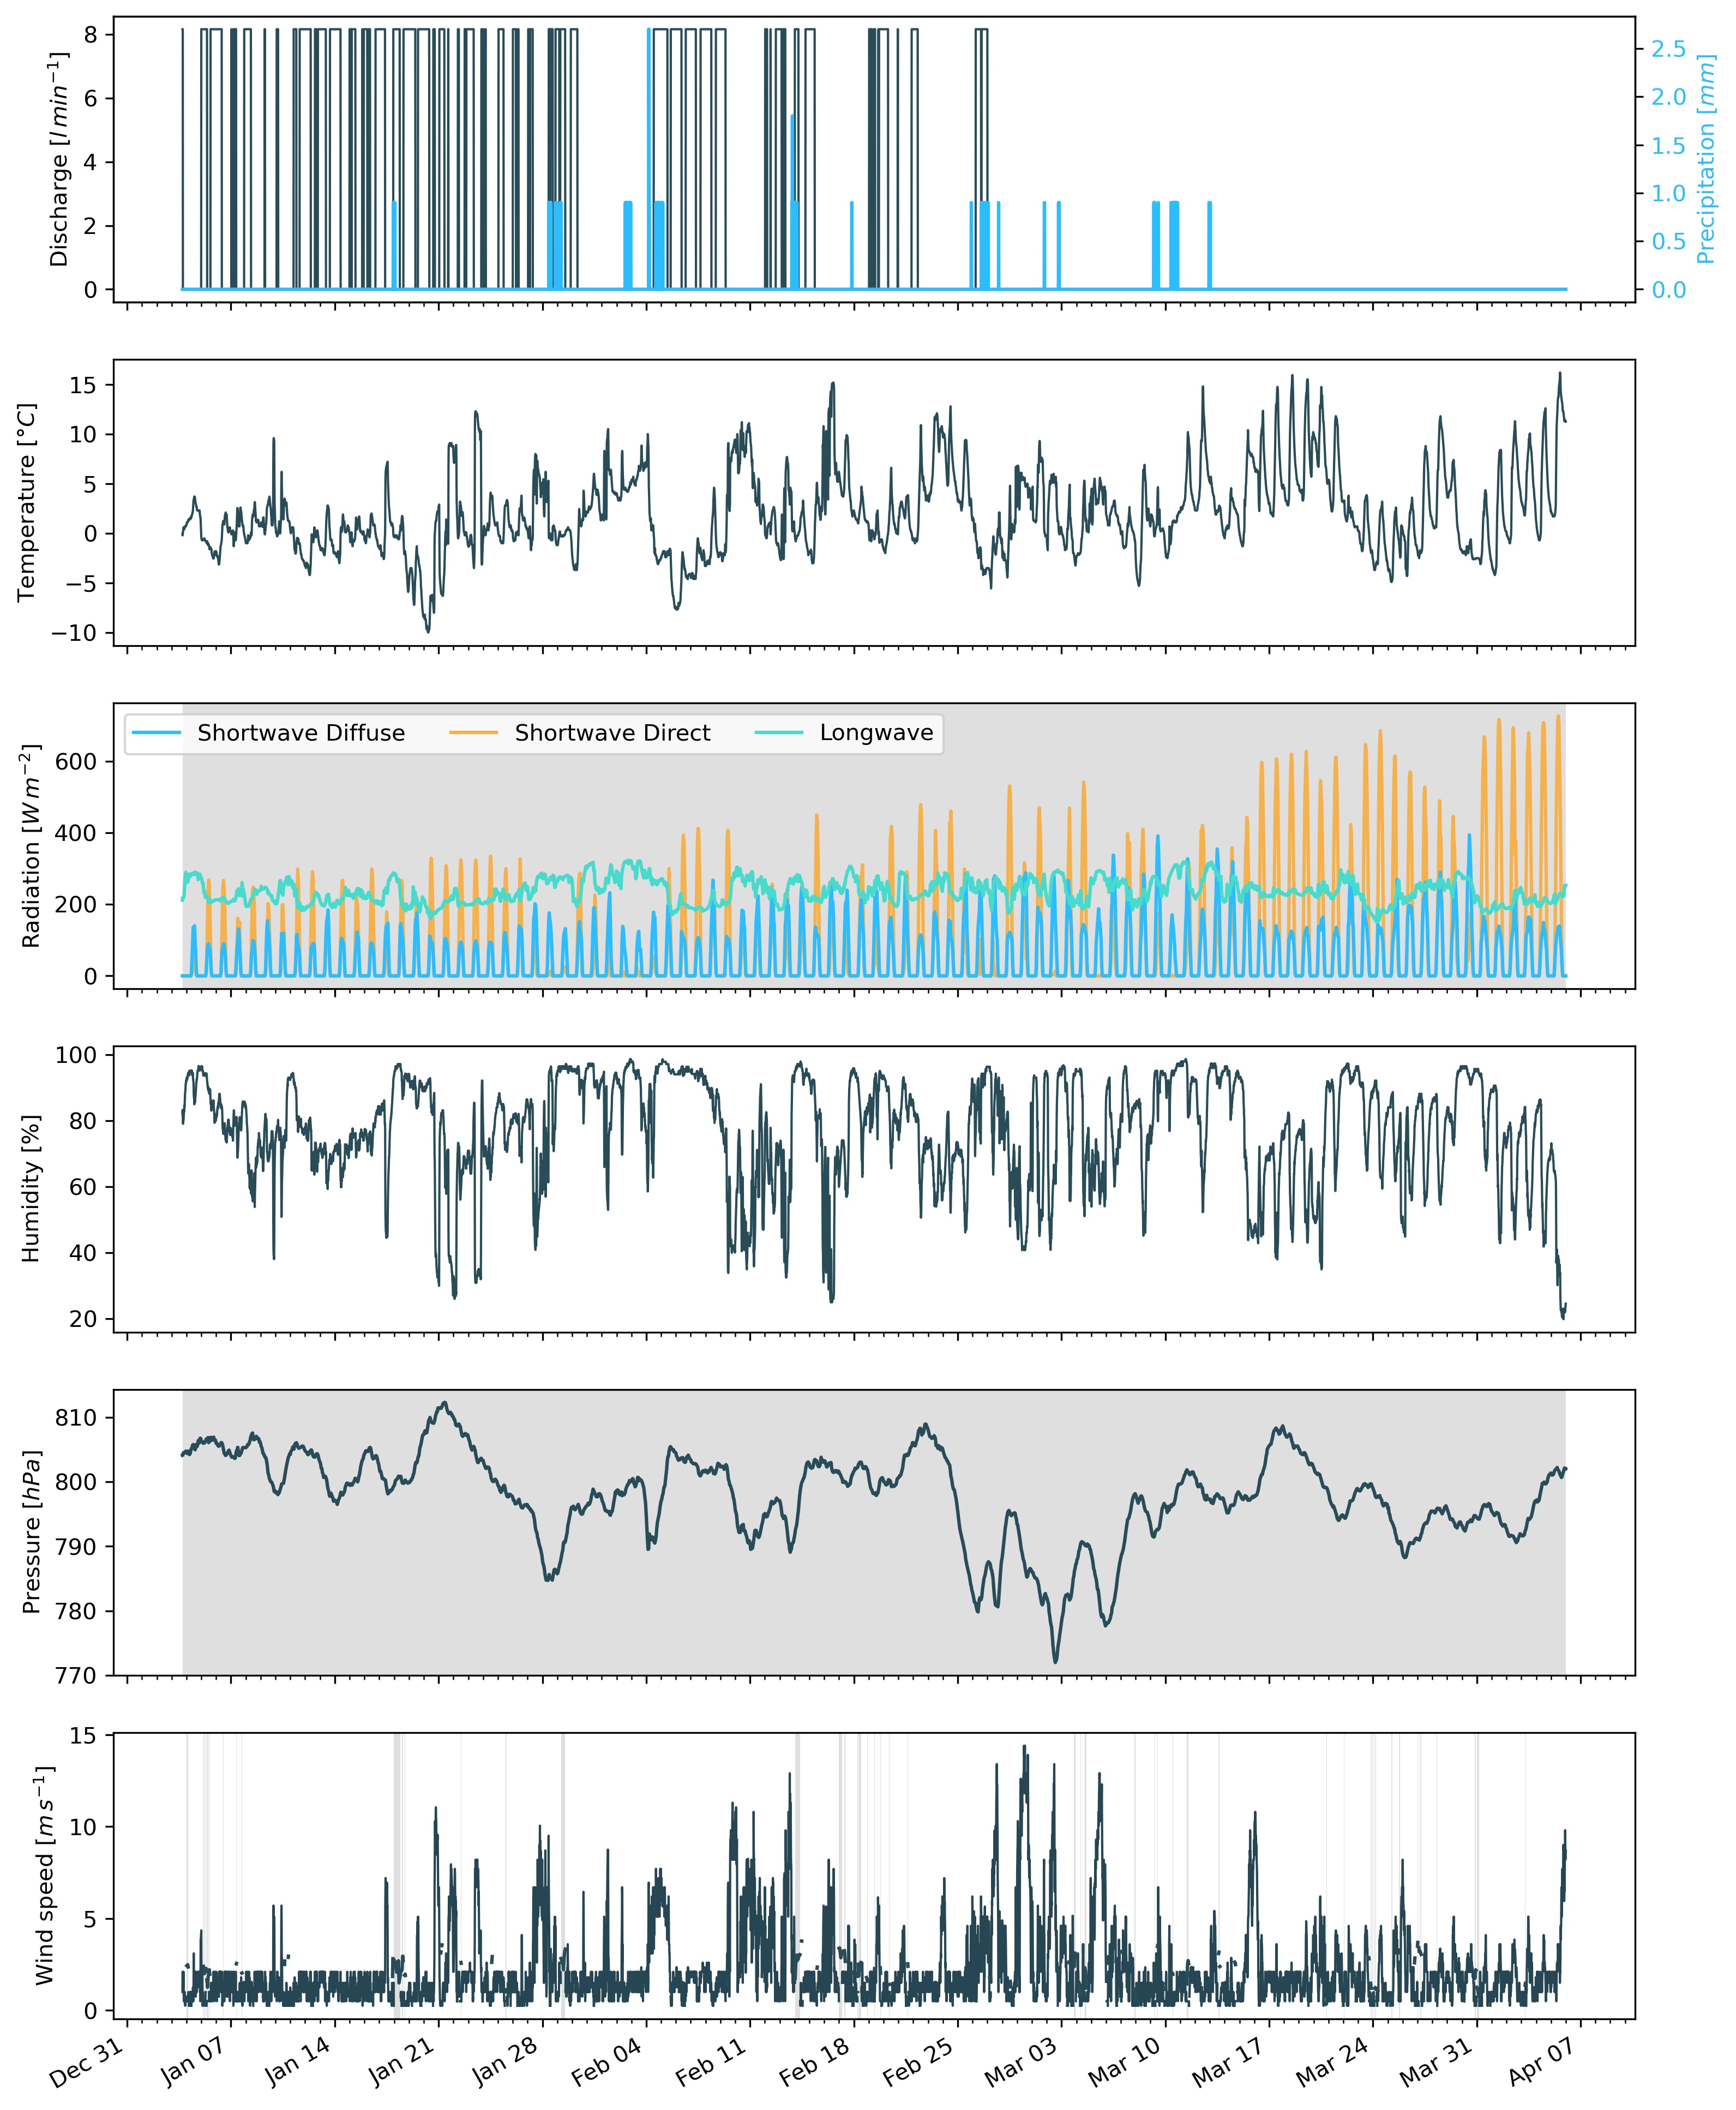 8
6
4
2
0
Discharge [l min⁻¹]
2.5
2.0
1.5
1.0
0.5
0.0
Precipitation [mm]
15
10
5
0
−5
−10
Temperature [°C]
Shortwave Diffuse
Shortwave Direct
Longwave
600
400
200
0
Radiation [W m⁻²]
100
80
60
40
20
Humidity [%]
810
800
790
780
770
Pressure [hPa]
15
10
5
0
Wind speed [m s⁻¹]
Dec 31
Jan 07
Jan 14
Jan 21
Jan 28
Feb 04
Feb 11
Feb 18
Feb 25
Mar 03
Mar 10
Mar 17
Mar 24
Mar 31
Apr 07